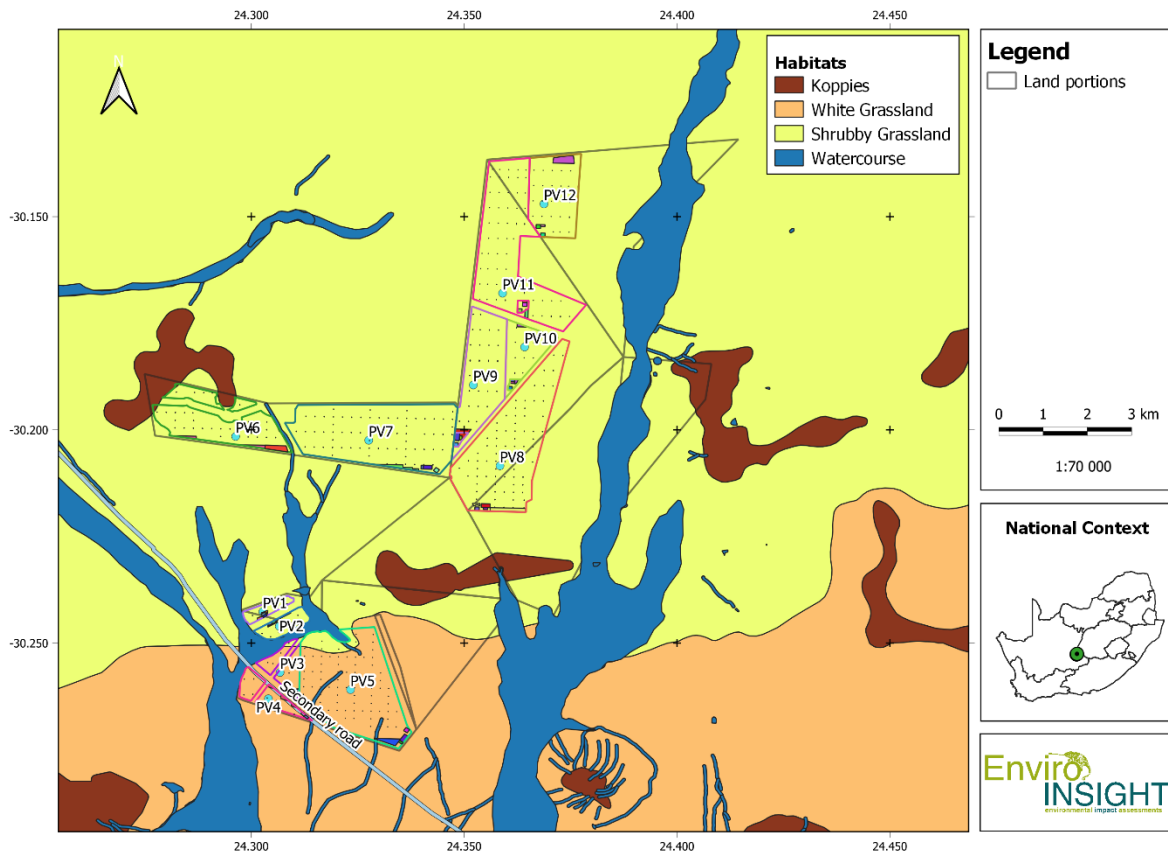 24.300 24.350 24.400 24.450
N
Habitats
Koppies
White Grassland
Shrubby Grassland
Watercourse
Legend
Land portions
-30.150
PV12
PV11
PV10
PV9
-30.200
PV6
PV7
PV8
0 1 2 3 km
1:70 000
National Context
PV1
PV2
-30.250
PV3
PV5
PV4
Secondary road
Enviro
INSIGHT
environmental impact assessments
24.300 24.350 24.400 24.450